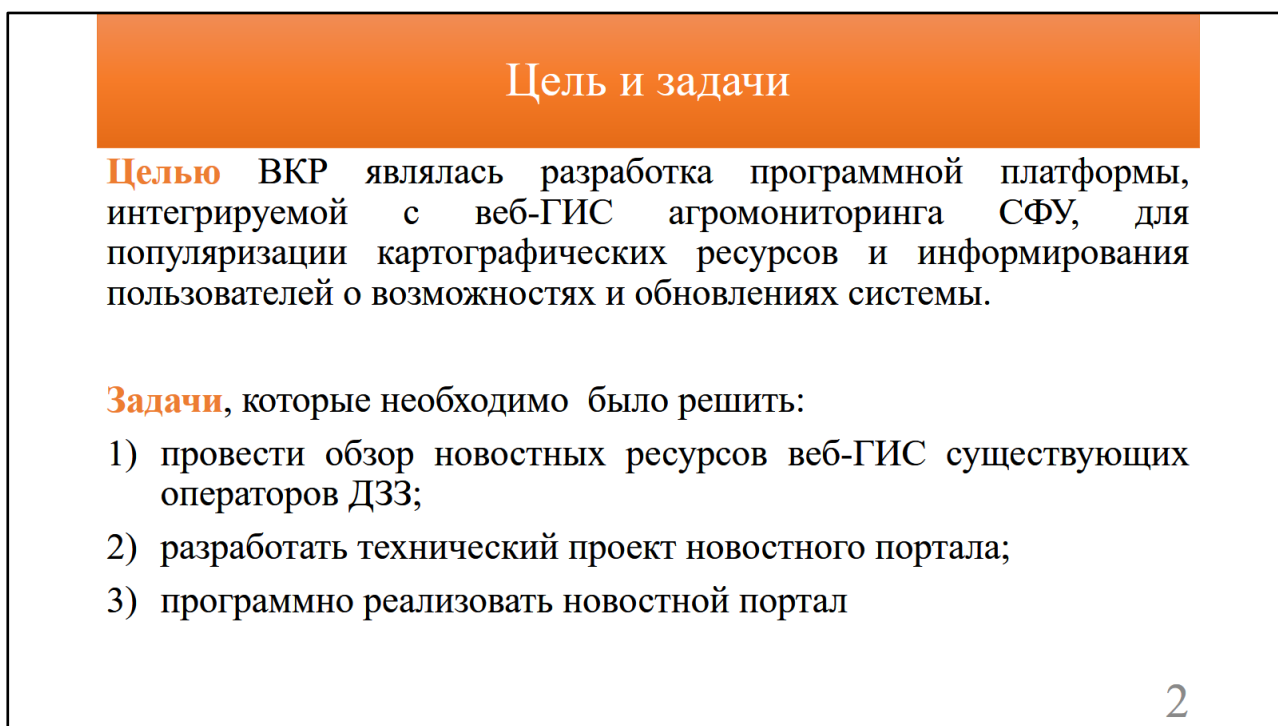 Цель и задачи
Целью ВКР являлась разработка программной платформы,
интегрируемой с веб-ГИС агромониторинга СФУ, для
популяризации картографических ресурсов и информирования
пользователей о возможностях и обновлениях системы.
Задачи, которые необходимо  было решить:
1) провести обзор новостных ресурсов веб-ГИС существующих
операторов ДЗЗ;
2) разработать технический проект новостного портала;
3) программно реализовать новостной портал
2